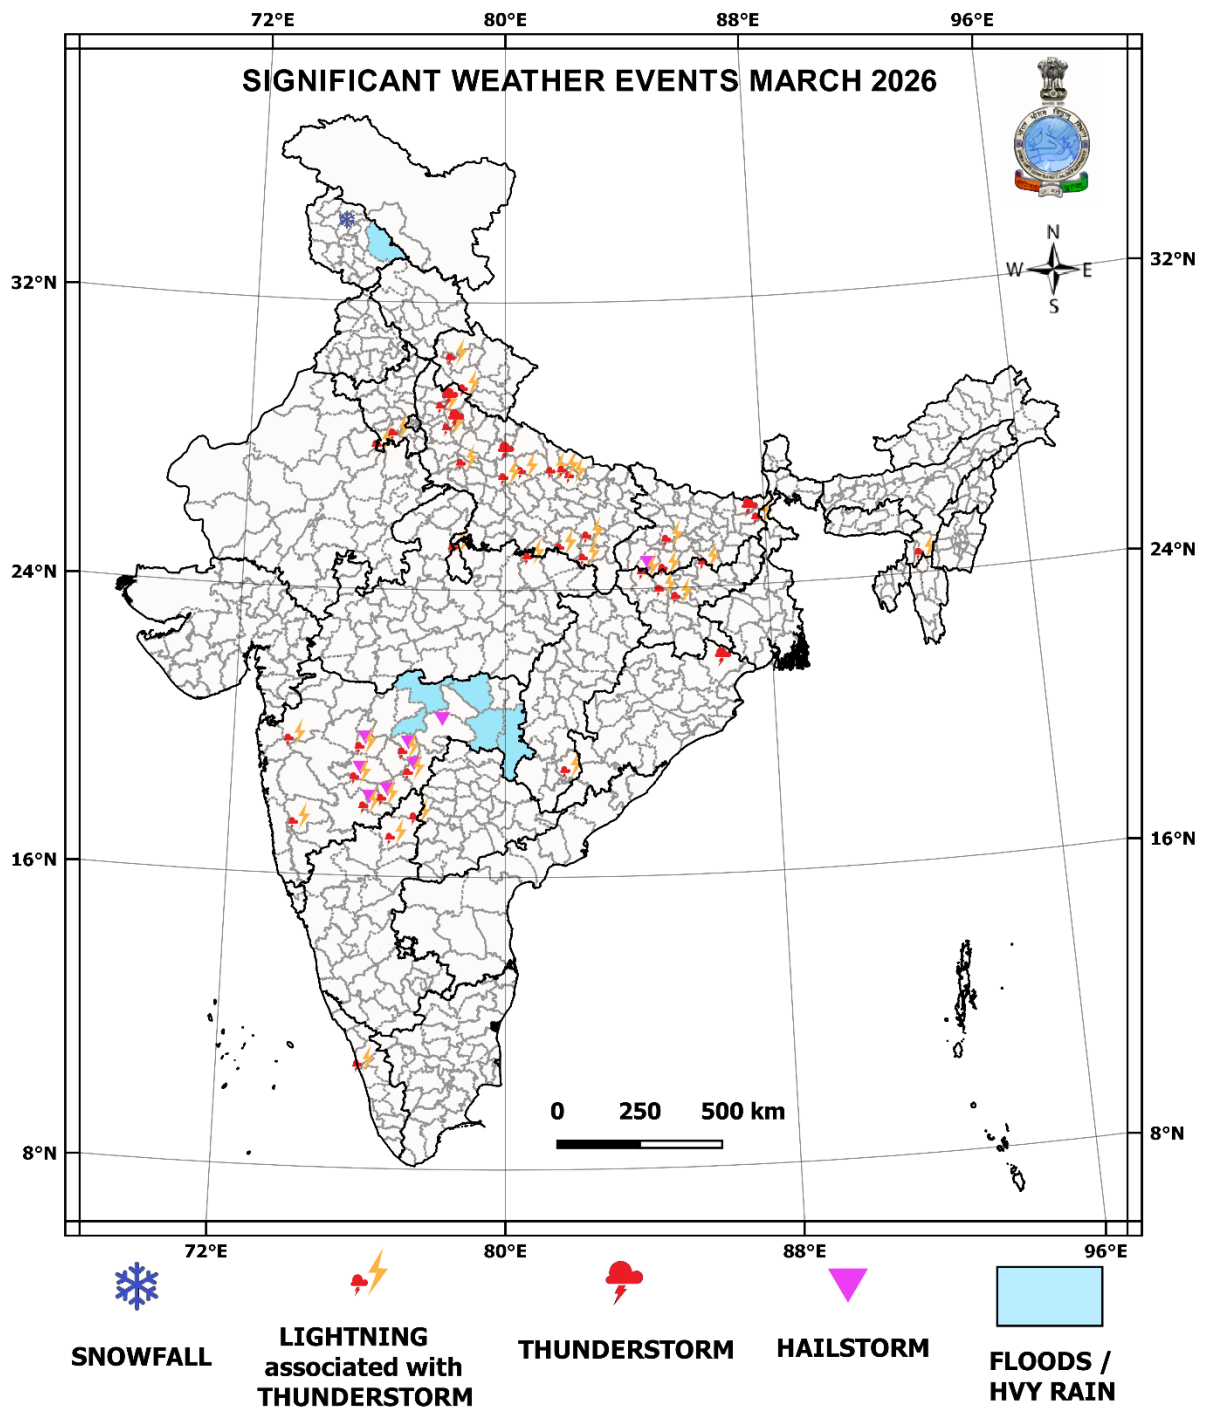 72°E 80°E 88°E 96°E
SIGNIFICANT WEATHER EVENTS MARCH 2026
N
W E
S
32°N 32°N
24°N 24°N
16°N 16°N
0 250 500 km
8°N 8°N
72°E 80°E 88°E 96°E
SNOWFALL
LIGHTNING
associated with
THUNDERSTORM
THUNDERSTORM
HAILSTORM
FLOODS /
HVY RAIN